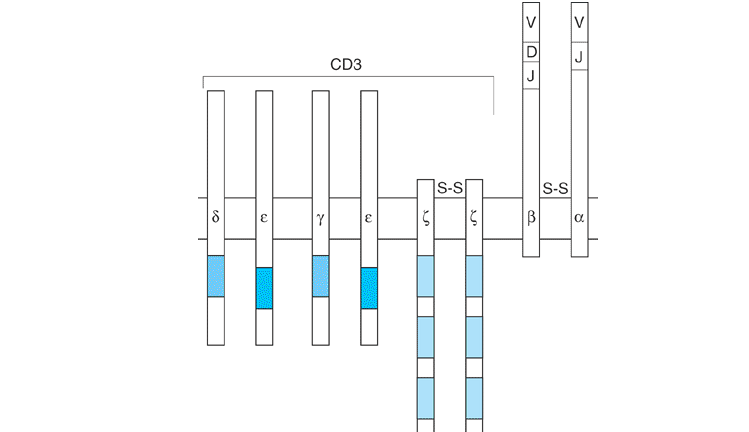 V V
D
J J
CD3
S-S S-S
δ ε γ ε ζ ζ β α